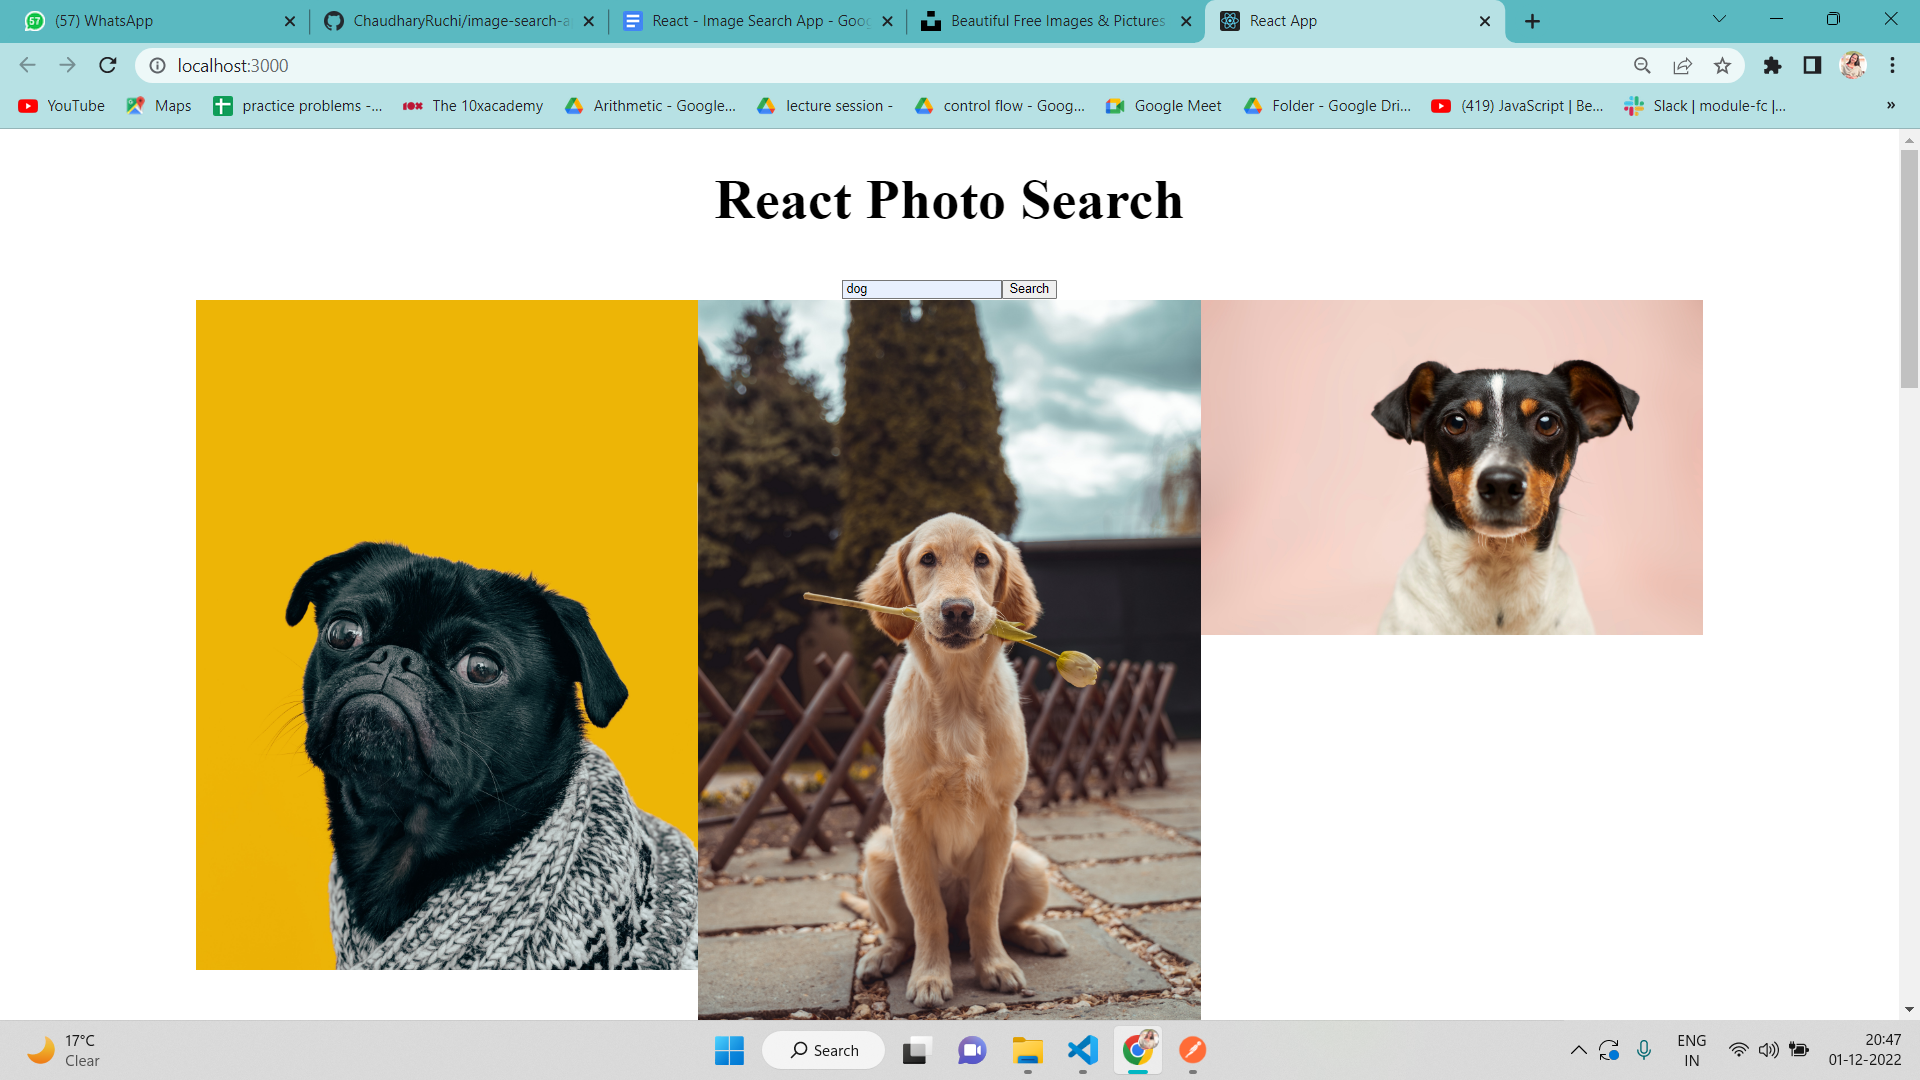 57
(57) WhatsApp
ChaudharyRuchi/image-search-a
React - Image Search App - Goo
Beautiful Free Images & Pictures
React App
localhost:3000
YouTube
Maps
practice problems -...
10X
The 10xacademy
Arithmetic - Google...
lecture session -
control flow - Goog...
Google Meet
Folder - Google Dri...
(419) JavaScript | Be...
Slack | module-fc |...
»
React Photo Search
dog
Search
17°C
Clear
Search
ENG
IN
20:47
01-12-2022